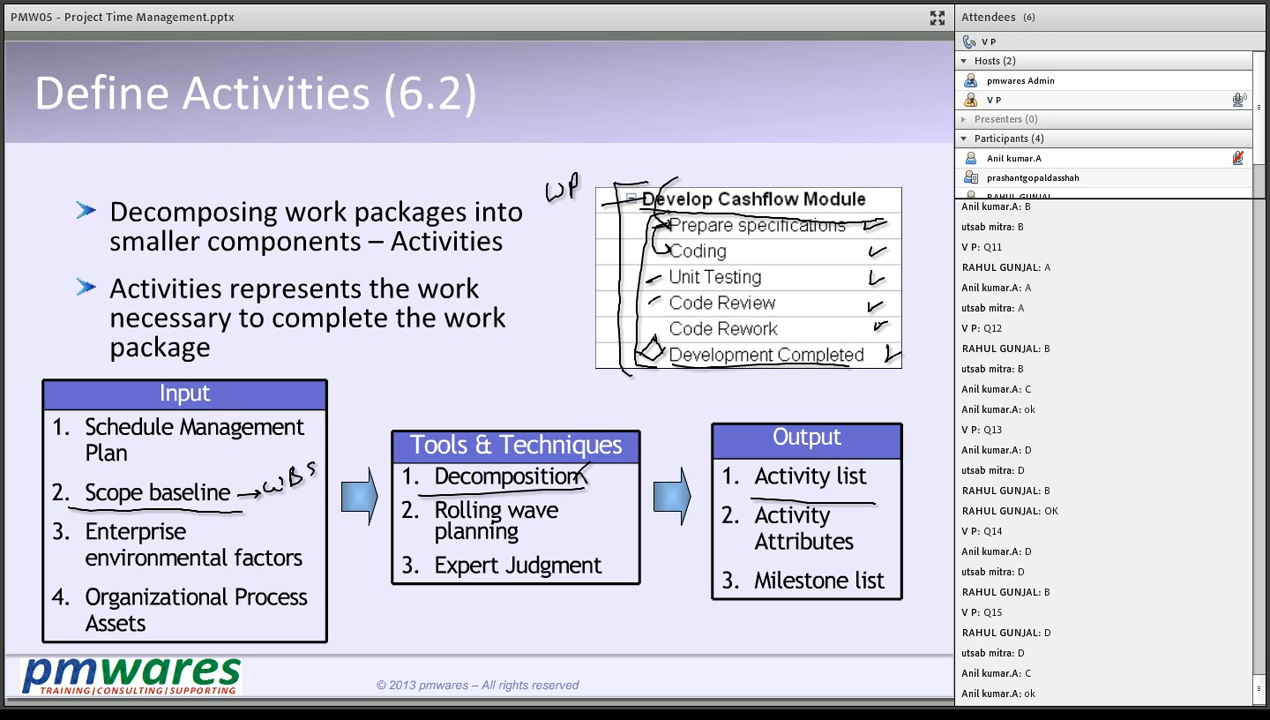 PMW05 - Project Time Management.pptx
Define Activities (6.2)
Decomposing work packages into
smaller components – Activities
Activities represents the work
necessary to complete the work
package
WP
Develop Cashflow Module
Prepare specifications
Coding
Unit Testing
Code Review
Code Rework
Development Completed
Input
1. Schedule Management
Plan
2. Scope baseline → WBS
3. Enterprise
environmental factors
4. Organizational Process
Assets
Tools & Techniques
1. Decomposition
2. Rolling wave
planning
3. Expert Judgment
Output
1. Activity list
2. Activity
Attributes
3. Milestone list
pmwares
TRAINING|CONSULTING|SUPPORTING
© 2013 pmwares – All rights reserved
Attendees (6)
V P
Hosts (2)
pmwares Admin
V P
Presenters (0)
Participants (4)
Anil kumar.A
prashantgopaldasshah
RAHUL GUNJAL
Anil kumar.A: B
utsab mitra: B
V P: Q11
RAHUL GUNJAL: A
Anil kumar.A: A
utsab mitra: A
V P: Q12
RAHUL GUNJAL: B
utsab mitra: B
Anil kumar.A: C
Anil kumar.A: ok
V P: Q13
Anil kumar.A: D
utsab mitra: D
RAHUL GUNJAL: B
RAHUL GUNJAL: OK
V P: Q14
Anil kumar.A: D
utsab mitra: D
RAHUL GUNJAL: B
V P: Q15
RAHUL GUNJAL: D
utsab mitra: D
Anil kumar.A: C
Anil kumar.A: ok